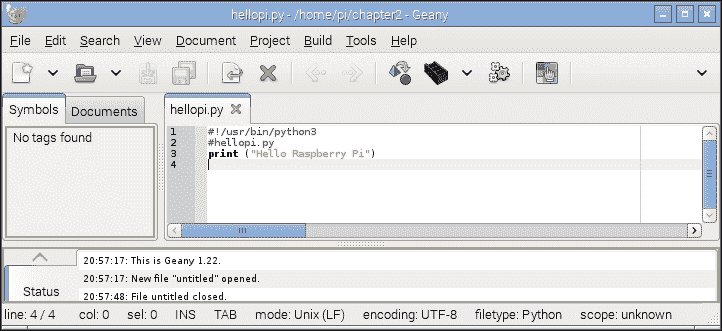 hellopi.py - /home/pi/chapter2 - Geany
File Edit Search View Document Project Build Tools Help
Symbols Documents
No tags found
hellopi.py
1 #!/usr/bin/python3
2 #hellopi.py
3 print ("Hello Raspberry Pi")
4
Status
20:57:17: This is Geany 1.22.
20:57:17: New file "untitled" opened.
20:57:48: File untitled closed.
line: 4 / 4 col: 0 sel: 0 INS TAB mode: Unix (LF) encoding: UTF-8 filetype: Python scope: unknown